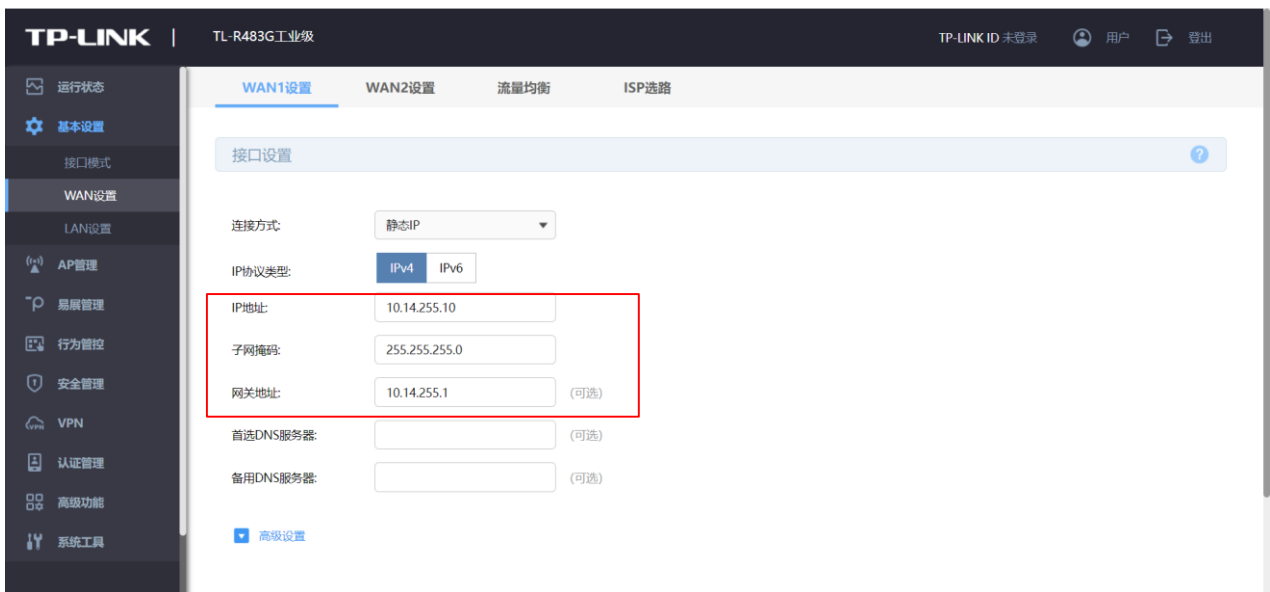 TP-LINK | TL-R483G工业级 TP-LINK ID 未登录 用户 登出
运行状态
基本设置
接口模式
WAN设置
LAN设置
AP管理
易展管理
行为管控
安全管理
VPN
认证管理
高级功能
系统工具
WAN1设置 WAN2设置 流量均衡 ISP选路
接口设置 ?
连接方式: 静态IP
IP协议类型: IPv4 IPv6
IP地址: 10.14.255.10
子网掩码: 255.255.255.0
网关地址: 10.14.255.1 (可选)
首选DNS服务器: (可选)
备用DNS服务器: (可选)
高级设置